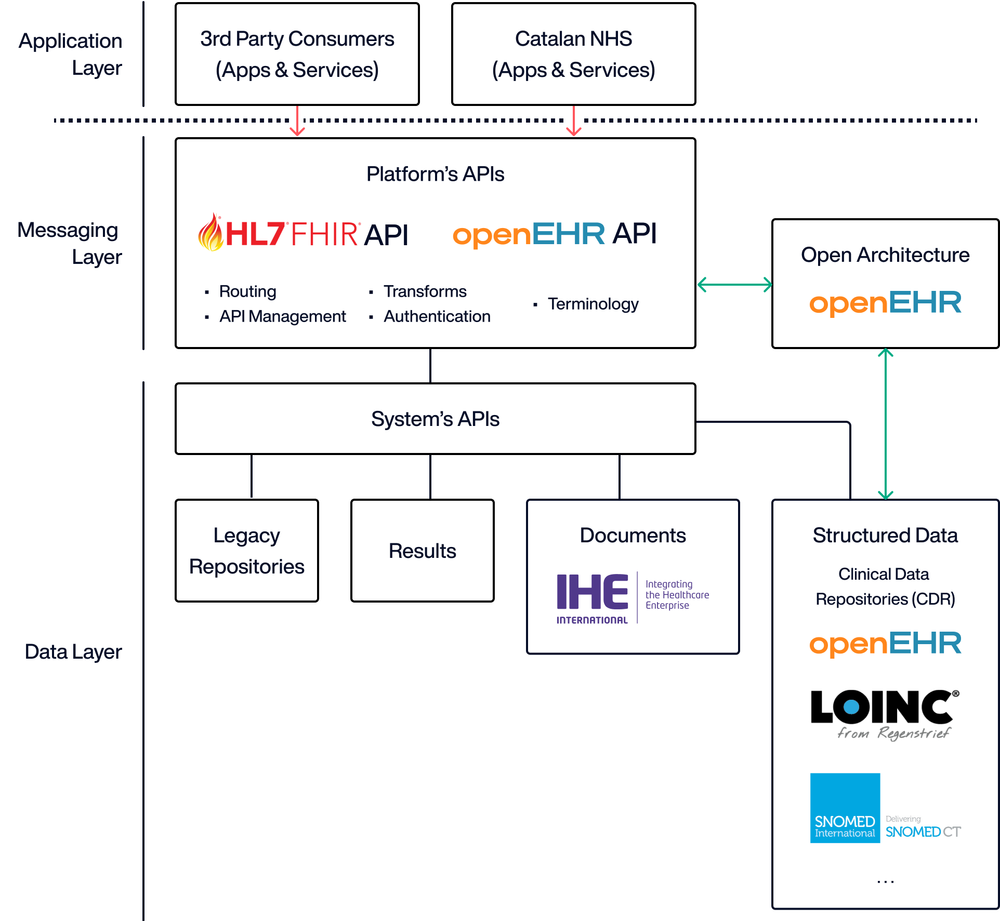 Application
Layer
3rd Party Consumers
(Apps & Services)
Catalan NHS
(Apps & Services)
Messaging
Layer
Platform’s APIs
HL7® FHIR® API
openEHR API
▪ Routing
▪ API Management
▪ Transforms
▪ Authentication
▪ Terminology
Open Architecture
openEHR
Data Layer
System’s APIs
Legacy
Repositories
Results
Documents
IHE
INTERNATIONAL
Integrating
the Healthcare
Enterprise
Structured Data
Clinical Data
Repositories (CDR)
openEHR
LOINC®
from Regenstrief
SNOMED
International
Delivering
SNOMED CT
...